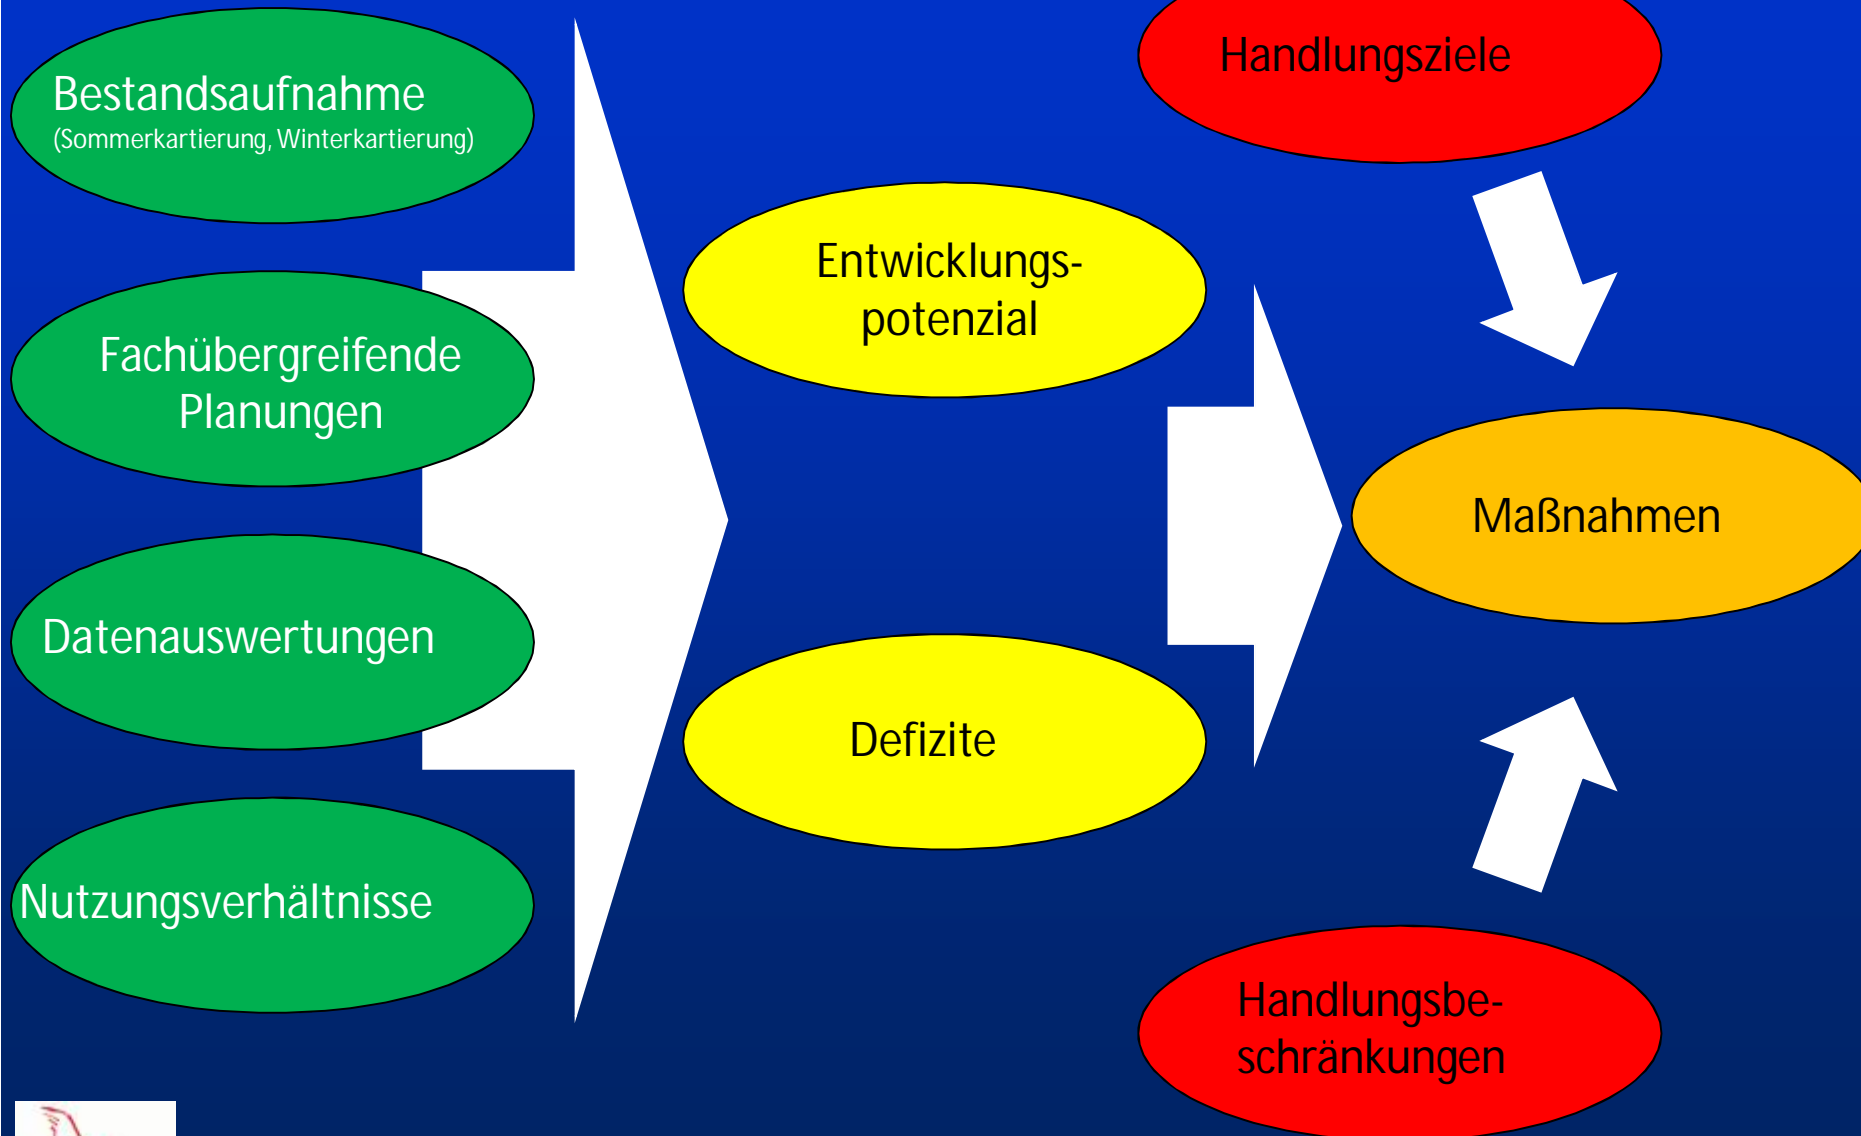 Bestandsaufnahme
(Sommerkartierung, Winterkartierung)
Fachübergreifende
Planungen
Datenauswertungen
Nutzungsverhältnisse
Entwicklungs-
potenzial
Defizite
Handlungsziele
Maßnahmen
Handlungsbe-
schränkungen